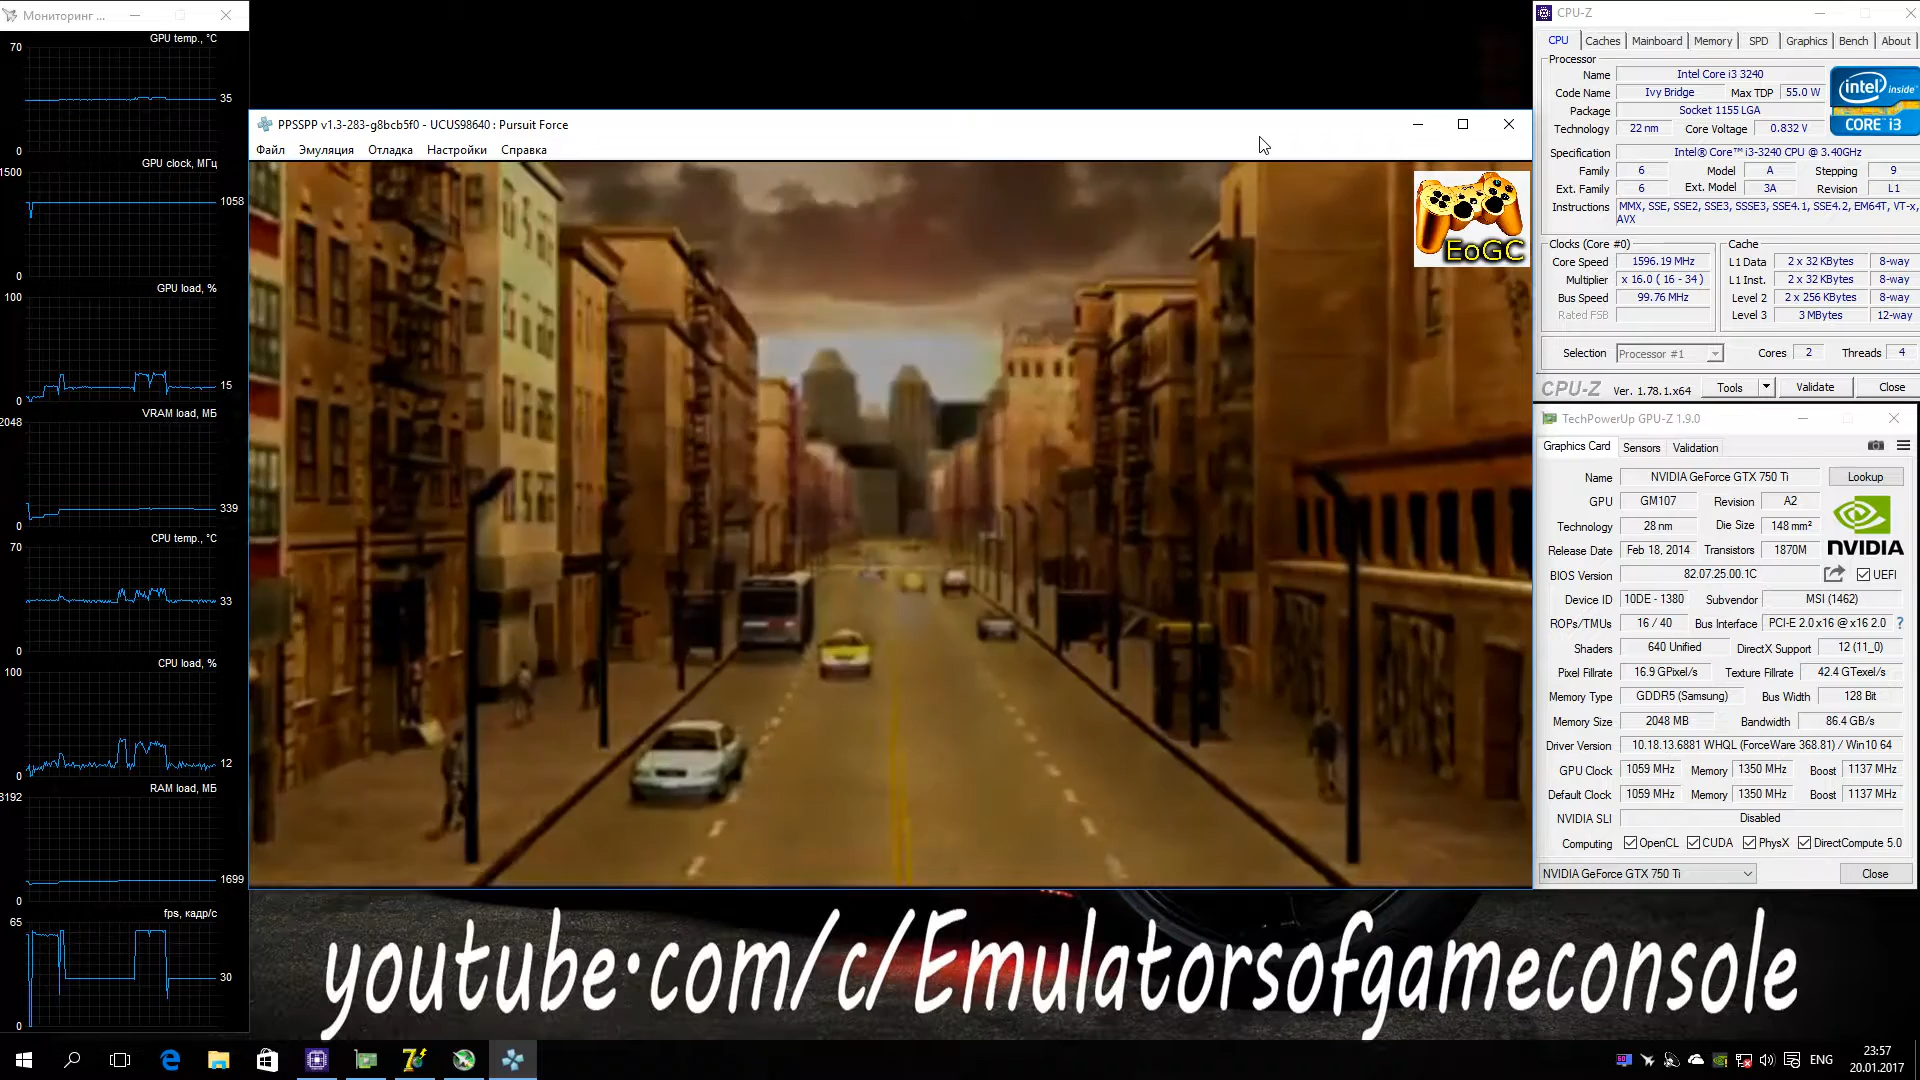 Мониторинг ...
GPU temp., °C
70
35
0
GPU clock, МГц
1500
1058
0
GPU load, %
100
15
0
VRAM load, МБ
2048
339
0
CPU temp., °C
70
33
0
CPU load, %
100
12
0
RAM load, МБ
8192
1699
0
fps, кадр/с
65
30
0
PPSSPP v1.3-283-g8bcb5f0 - UCUS98640 : Pursuit Force
Файл Эмуляция Отладка Настройки Справка
EoGC
youtube.com/c/Emulatorsofgameconsole
CPU-Z
CPU Caches Mainboard Memory SPD Graphics Bench About
Processor
Name Intel Core i3 3240
Code Name Ivy Bridge Max TDP 55.0 W
Package Socket 1155 LGA
Technology 22 nm Core Voltage 0.832 V
intel inside
CORE i3
Specification Intel® Core™ i3-3240 CPU @ 3.40GHz
Family 6 Model A Stepping 9
Ext. Family 6 Ext. Model 3A Revision L1
Instructions MMX, SSE, SSE2, SSE3, SSSE3, SSE4.1, SSE4.2, EM64T, VT-x,
AVX
Clocks (Core #0)
Core Speed 1596.19 MHz
Multiplier x 16.0 ( 16 - 34 )
Bus Speed 99.76 MHz
Rated FSB
Cache
L1 Data 2 x 32 KBytes 8-way
L1 Inst. 2 x 32 KBytes 8-way
Level 2 2 x 256 KBytes 8-way
Level 3 3 MBytes 12-way
Selection Processor #1 Cores 2 Threads 4
CPU-Z Ver. 1.78.1.x64 Tools Validate Close
TechPowerUp GPU-Z 1.9.0
Graphics Card Sensors Validation
Name NVIDIA GeForce GTX 750 Ti Lookup
GPU GM107 Revision A2
Technology 28 nm Die Size 148 mm²
Release Date Feb 18, 2014 Transistors 1870M
NVIDIA
BIOS Version 82.07.25.00.1C UEFI
Device ID 10DE - 1380 Subvendor MSI (1462)
ROPs/TMUs 16 / 40 Bus Interface PCI-E 2.0 x16 @ x16 2.0 ?
Shaders 640 Unified DirectX Support 12 (11_0)
Pixel Fillrate 16.9 GPixel/s Texture Fillrate 42.4 GTexel/s
Memory Type GDDR5 (Samsung) Bus Width 128 Bit
Memory Size 2048 MB Bandwidth 86.4 GB/s
Driver Version 10.18.13.6881 WHQL (ForceWare 368.81) / Win10 64
GPU Clock 1059 MHz Memory 1350 MHz Boost 1137 MHz
Default Clock 1059 MHz Memory 1350 MHz Boost 1137 MHz
NVIDIA SLI Disabled
Computing OpenCL CUDA PhysX DirectCompute 5.0
NVIDIA GeForce GTX 750 Ti Close
ENG
23:57
20.01.2017